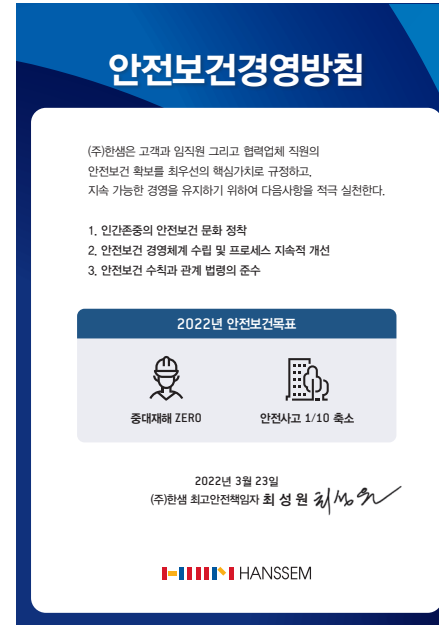 안전보건경영방침
(주)한샘은 고객과 임직원 그리고 협력업체 직원의
안전보건 확보를 최우선의 핵심가치로 규정하고,
지속 가능한 경영을 유지하기 위하여 다음사항을 적극 실천한다.
1. 인간존중의 안전보건 문화 정착
2. 안전보건 경영체계 수립 및 프로세스 지속적 개선
3. 안전보건 수칙과 관계 법령의 준수
2022년 안전보건목표
중대재해 ZERO
안전사고 1/10 축소
2022년 3월 23일
(주)한샘 최고안전책임자 최 성 원 최성원
HANSSEM